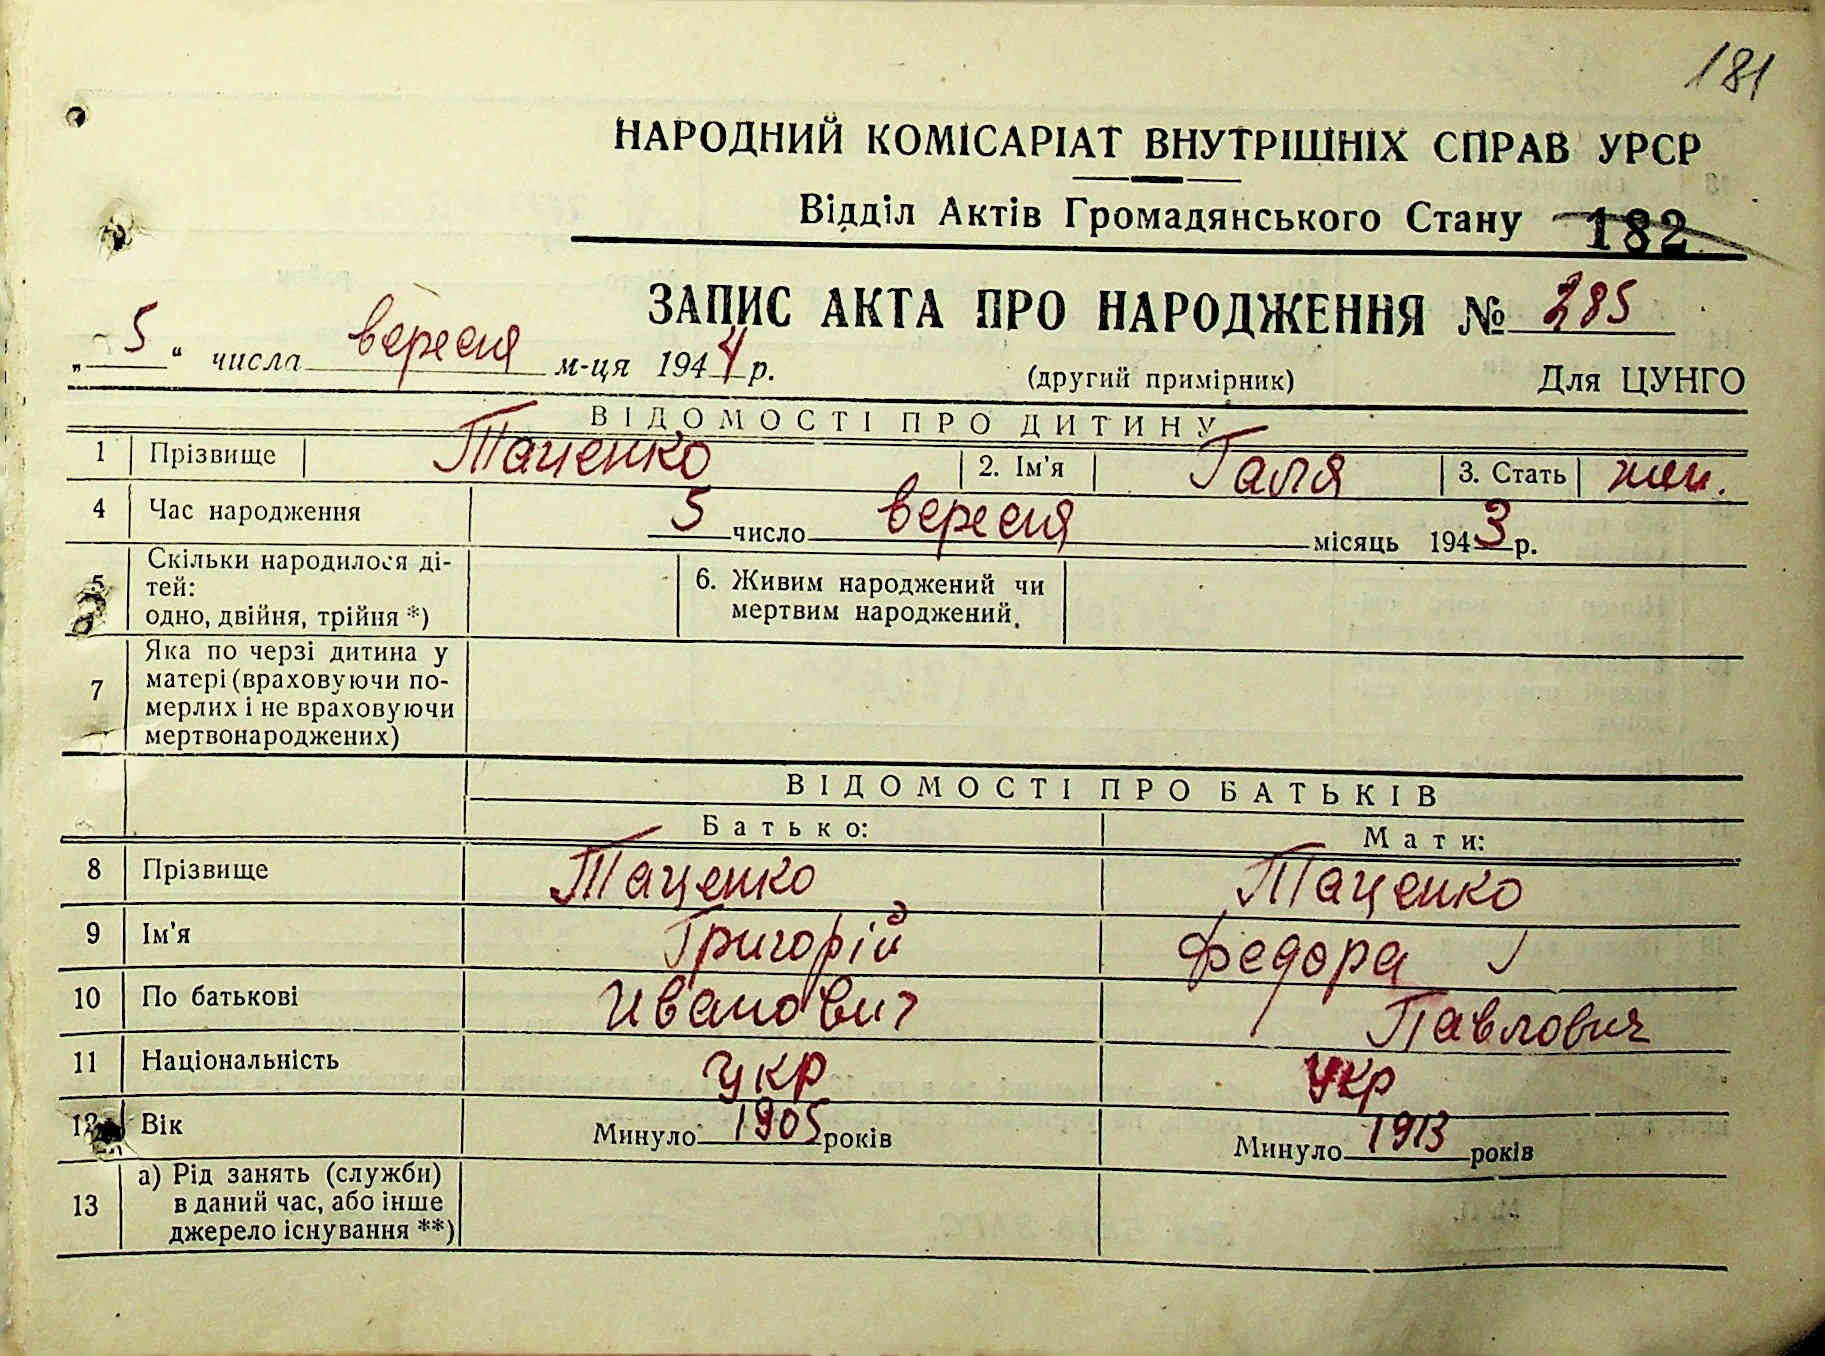 181
НАРОДНИЙ КОМІСАРІАТ ВНУТРІШНІХ СПРАВ УРСР
Відділ Актів Громадянського Стану 182
ЗАПИС АКТА ПРО НАРОДЖЕННЯ № 285
„ 5 “ числа вересня м-ця 1944 р. (другий примірник) Для ЦУНГО
ВІДОМОСТІ ПРО ДИТИНУ
1 Прізвище Таценко 2. Ім'я Галя 3. Стать жін.
4 Час народження 5 число вересня місяць 1943 р.
5 Скільки народилося ді-
тей:
одно, двійня, трійня *)
6. Живим народжений чи
мертвим народжений.
7 Яка по черзі дитина у
матері (враховуючи по-
мерлих і не враховуючи
мертвонароджених)
ВІДОМОСТІ ПРО БАТЬКІВ
Батько: Мати:
8 Прізвище Таценко Таценко
9 Ім'я Григорій Федора
10 По батькові Иванович Павлович
11 Національність укр укр
12 Вік Минуло 1905 років Минуло 1913 років
13 а) Рід занять (служби)
в даний час, або інше
джерело існування **)